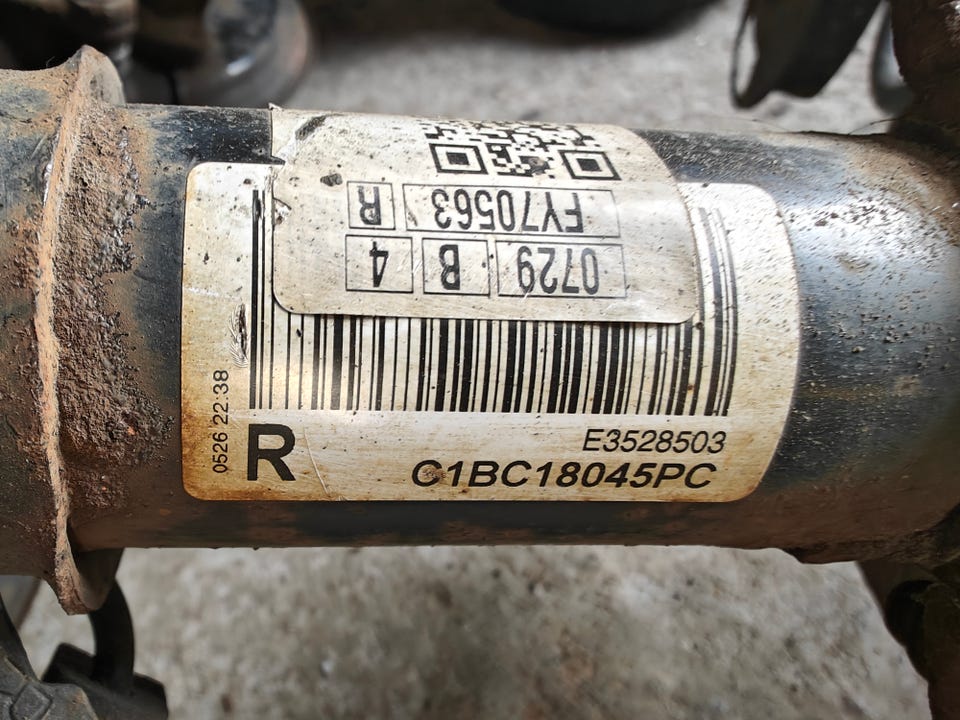 0729 B 4
FY70563 R
0526 22:38
R
E3528503
C1BC18045PC